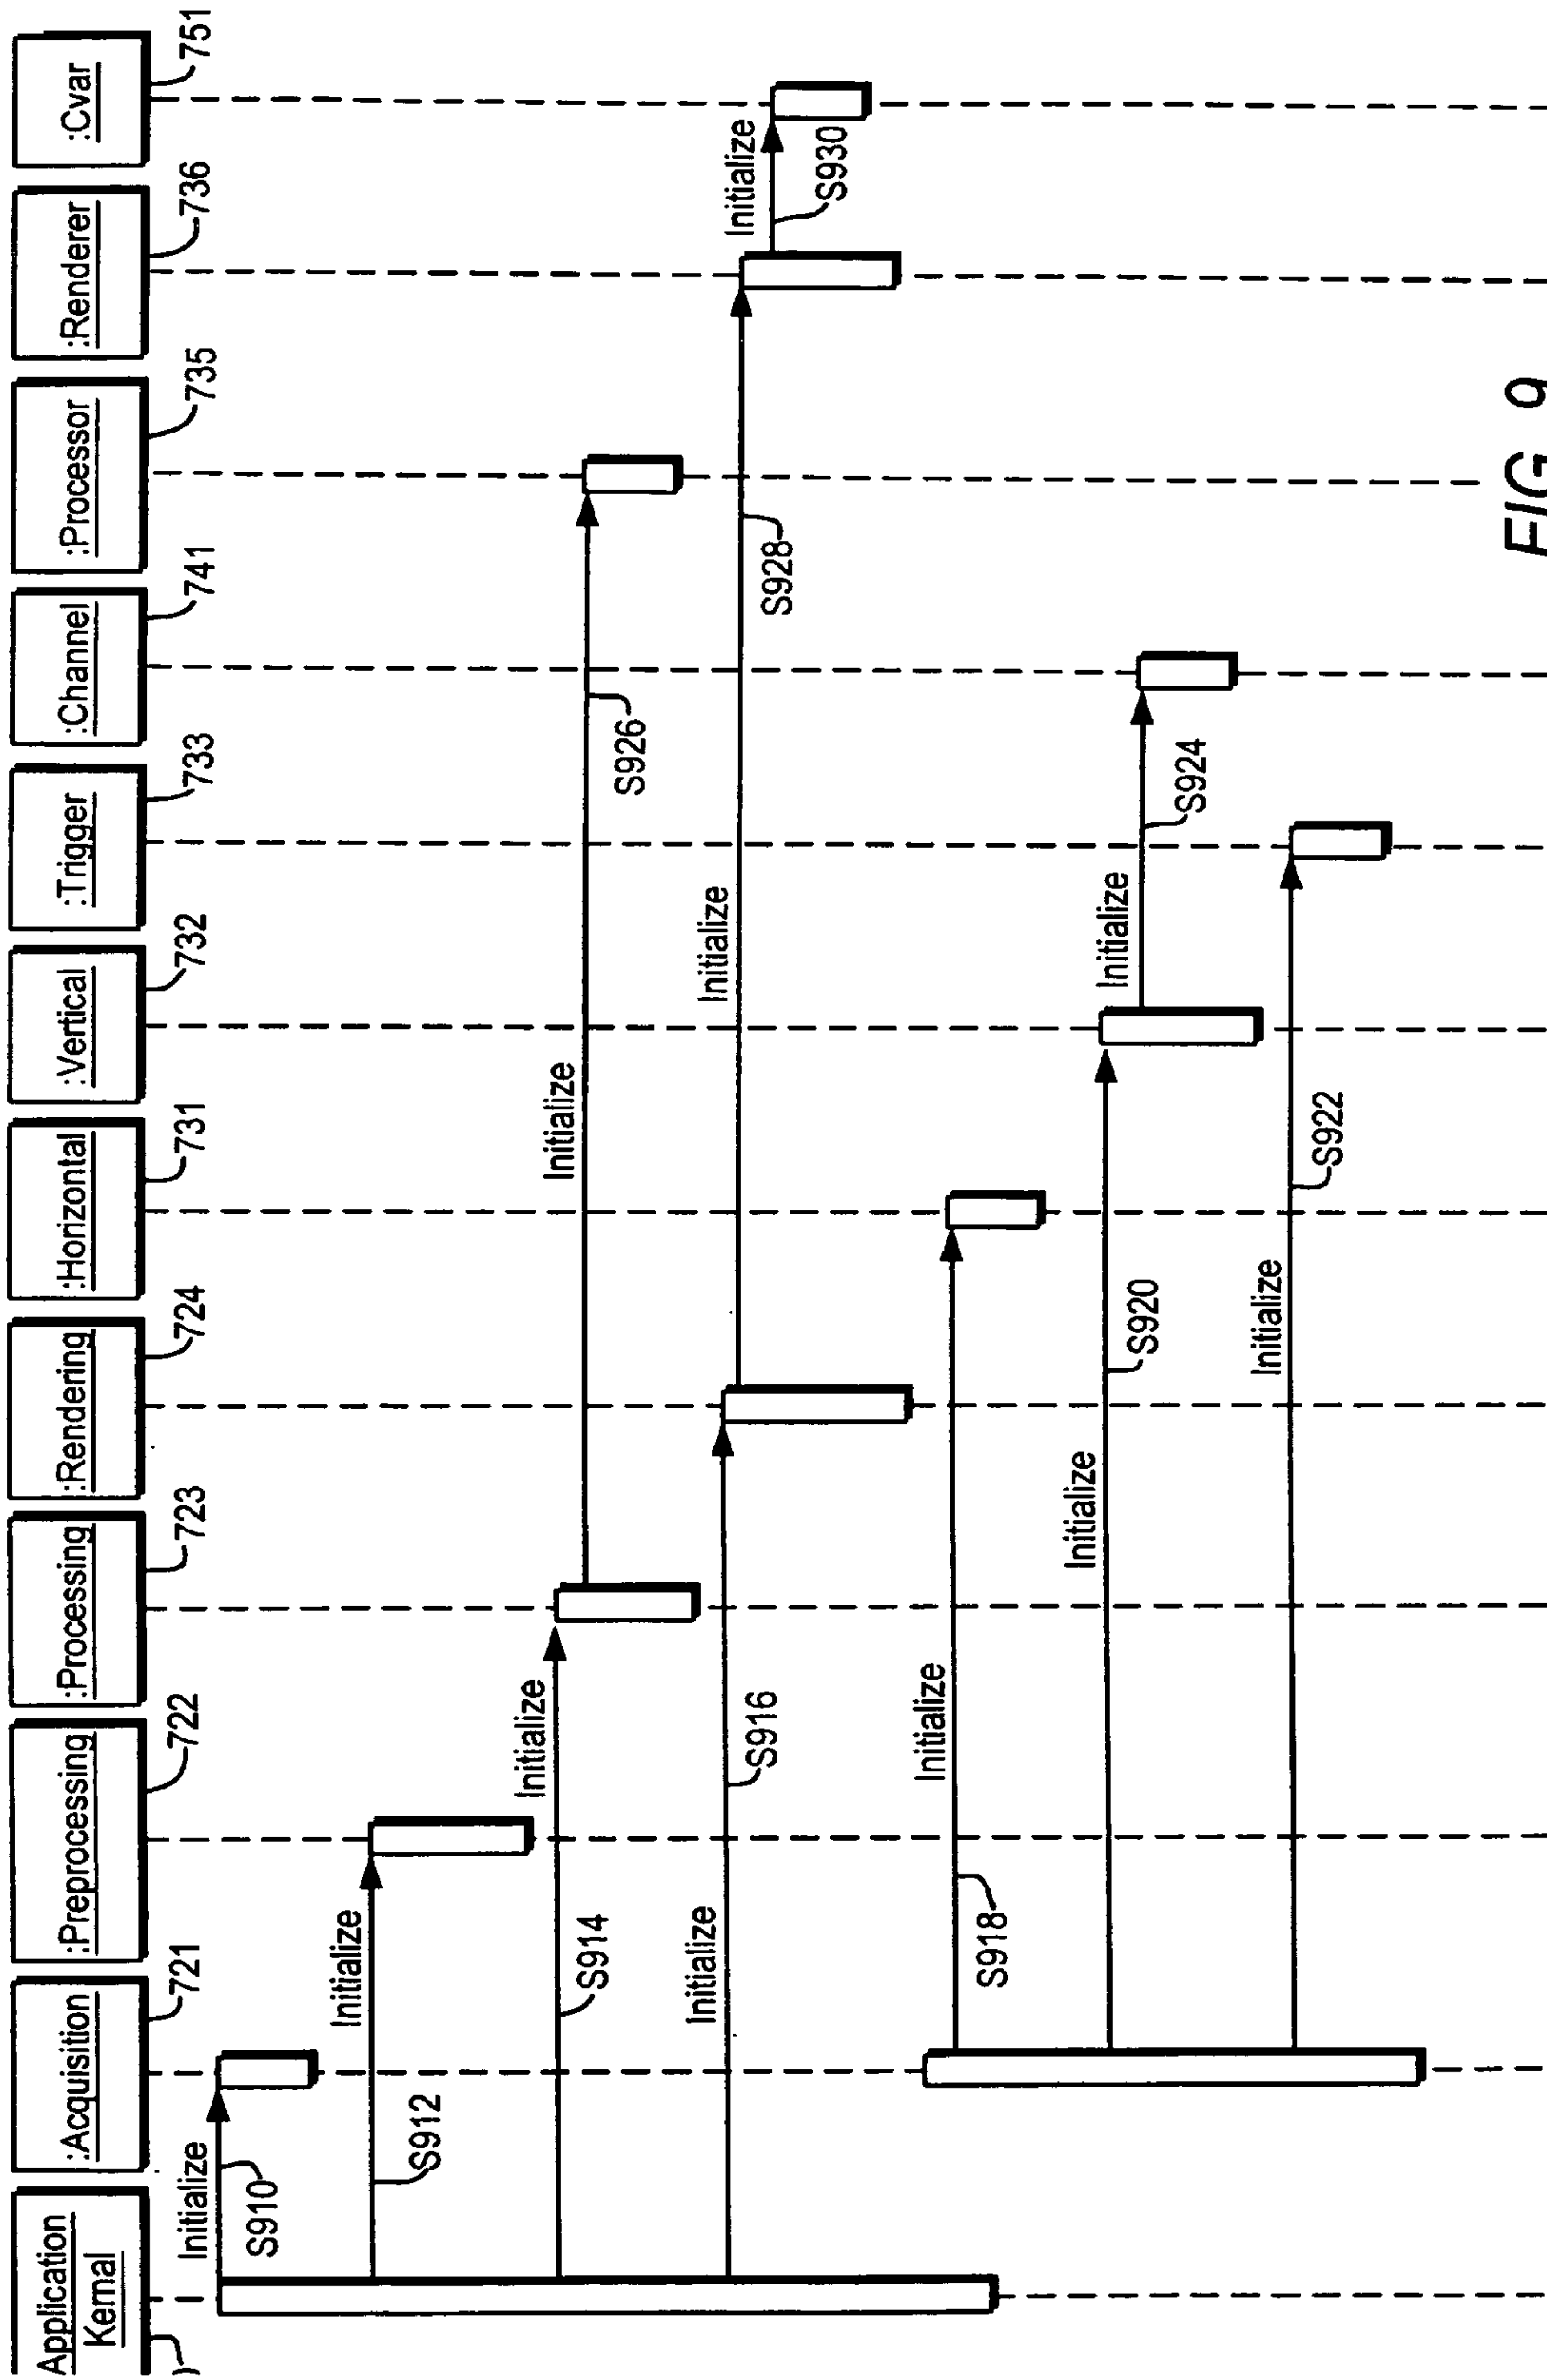 Application
Kernal
:Acquisition
721
:Preprocessing
722
:Processing
723
:Rendering
724
:Horizontal
731
:Vertical
732
:Trigger
733
:Channel
741
:Processor
735
:Renderer
736
:Cvar
751
Initialize
S910
Initialize
S912
Initialize
S914
Initialize
S926
Initialize
S916
Initialize
S928
Initialize
S930
Initialize
S918
Initialize
S920
Initialize
S924
Initialize
S922
FIG. 9